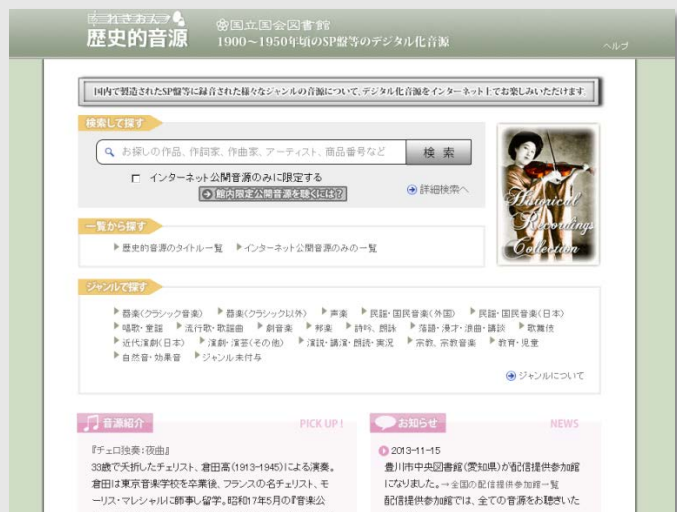 れきおん
歴史的音源
国立国会図書館
1900～1950年頃のSP盤等のデジタル化音源
ヘルプ
国内で製造されたSP盤等に録音された様々なジャンルの音源について、デジタル化音源をインターネット上でお楽しみいただけます。
検索して探す
お探しの作品、作詞家、作曲家、アーティスト、商品番号など
検 索
インターネット公開音源のみに限定する
館内限定公開音源を聴くには？
詳細検索へ
Historical
Recordings
Collection
一覧から探す
歴史的音源のタイトル一覧 インターネット公開音源のみの一覧
ジャンルで探す
器楽(クラシック音楽) 器楽(クラシック以外) 声楽 民謡・国民音楽(外国) 民謡・国民音楽(日本)
唱歌・童謡 流行歌・歌謡曲 劇音楽 邦楽 詩吟、朗詠 落語・漫才・浪曲・講談 歌舞伎
近代演劇(日本) 演劇・演芸(その他) 演説・講演・朗読・実況 宗教、宗教音楽 教育・児童
自然音・効果音 ジャンル未付与
ジャンルについて
音源紹介 PICK UP !
『チェロ独奏:夜曲』
33歳で夭折したチェリスト、倉田高(1913-1945)による演奏。
倉田は東京音楽学校を卒業後、フランスの名チェリスト、モ
ーリス・マレシャルに師事し留学。昭和17年5月の『音楽公
お知らせ NEWS
2013-11-15
豊川市中央図書館(愛知県)が配信提供参加館
になりました。→全国の配信提供参加館一覧
配信提供参加館では、全ての音源をお聴きいた